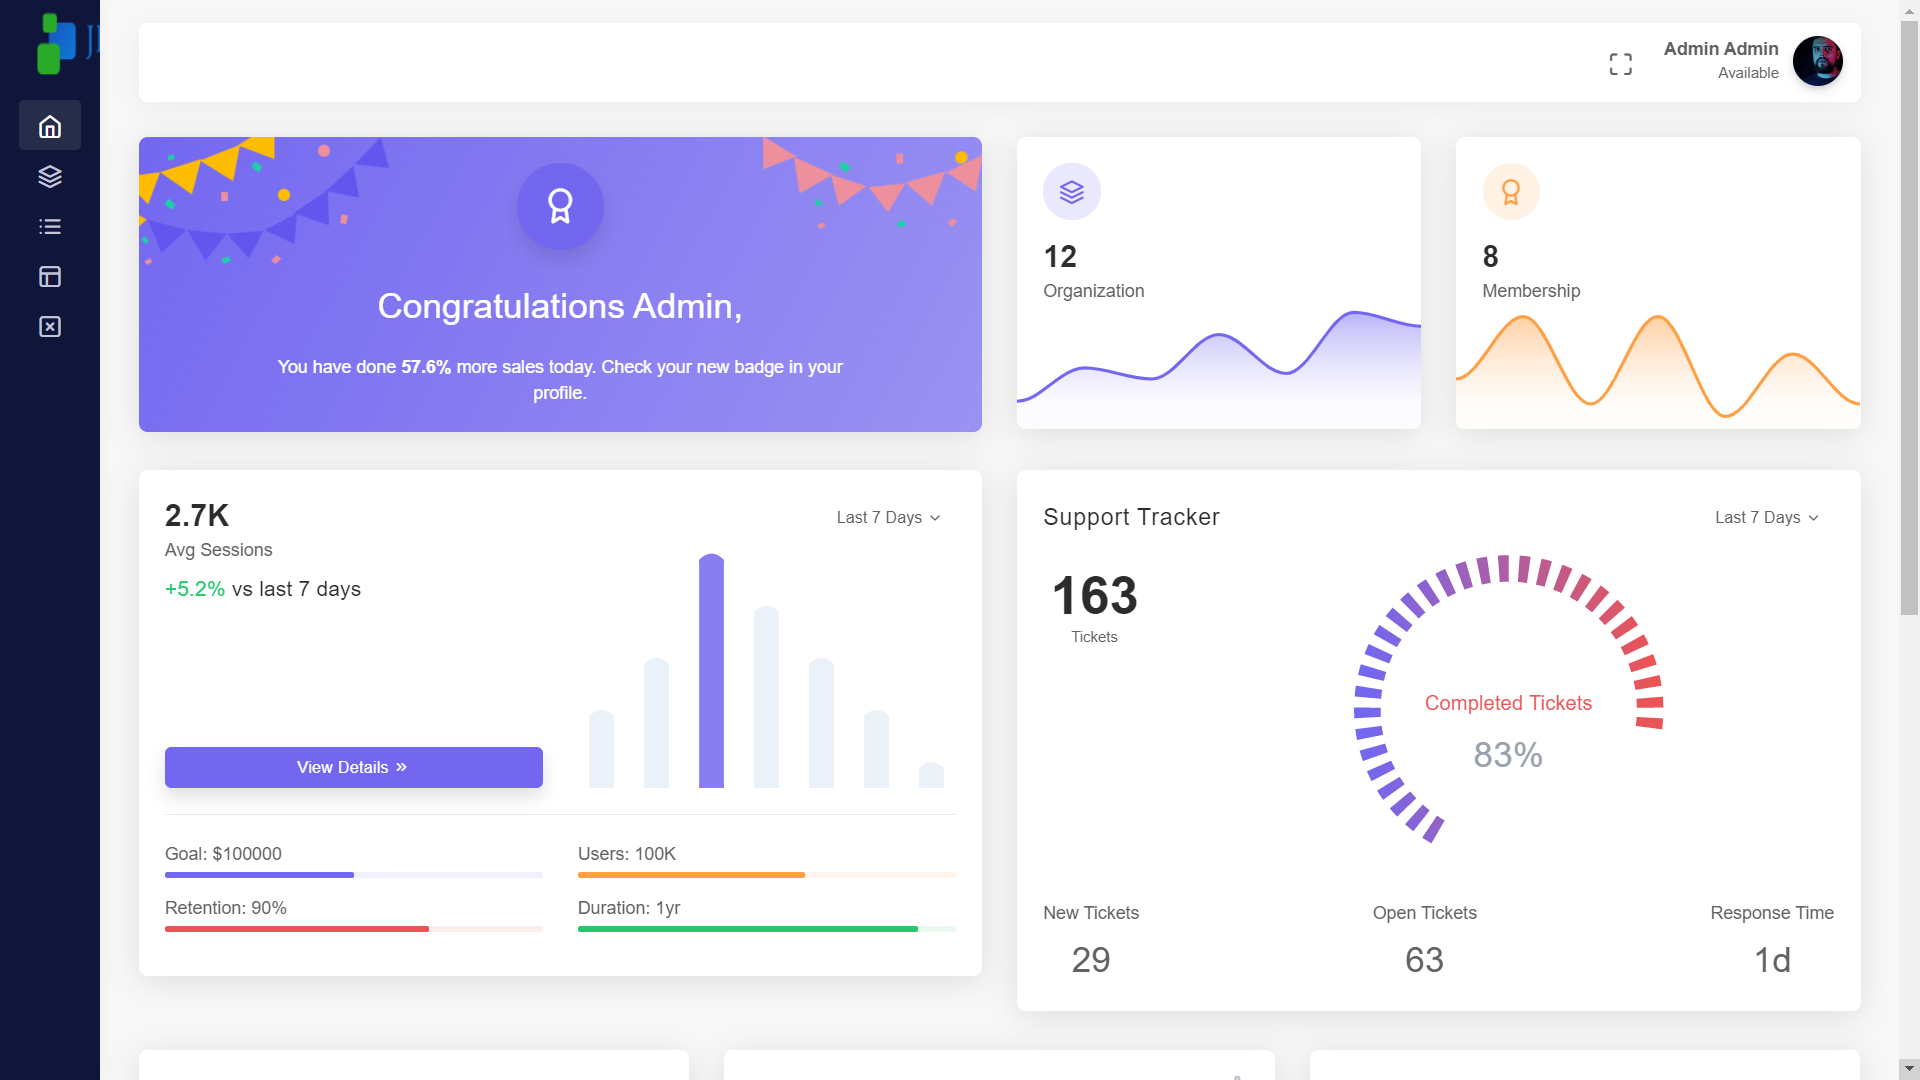 Admin Admin
Available
Congratulations Admin,
You have done 57.6% more sales today. Check your new badge in your
profile.
12
Organization
8
Membership
2.7K
Last 7 Days
Avg Sessions
+5.2% vs last 7 days
View Details »
Goal: $100000
Users: 100K
Retention: 90%
Duration: 1yr
Support Tracker
Last 7 Days
163
Tickets
Completed Tickets
83%
New Tickets
Open Tickets
Response Time
29
63
1d